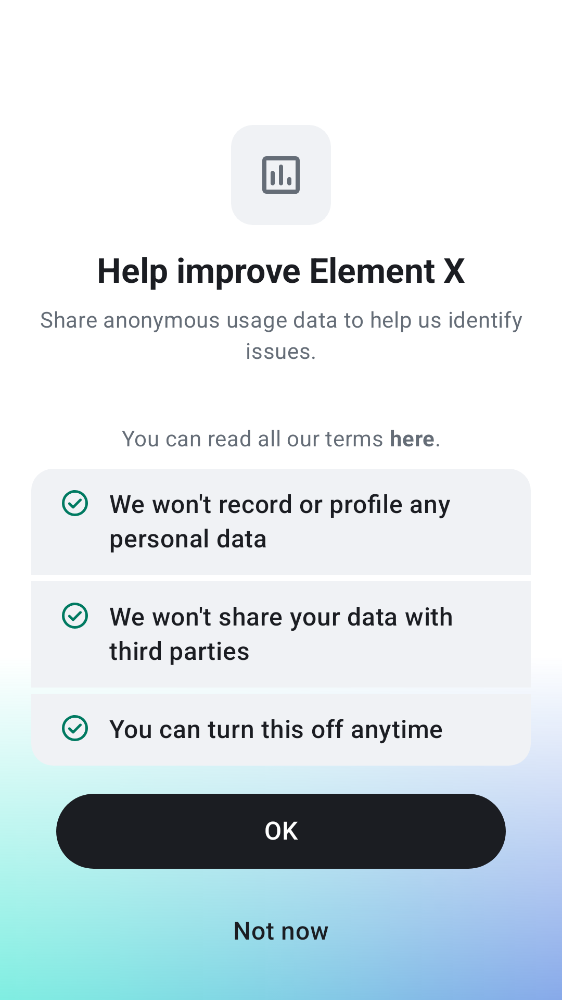 Help improve Element X
Share anonymous usage data to help us identify
issues.
You can read all our terms here.
We won't record or profile any
personal data
We won't share your data with
third parties
You can turn this off anytime
OK
Not now